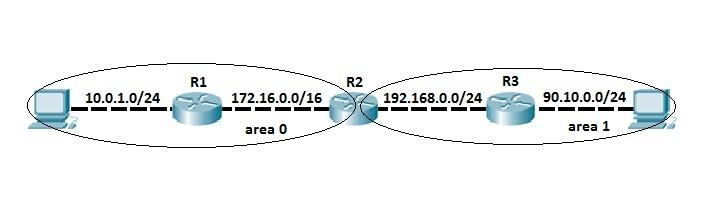 R1
R2
R3
10.0.1.0/24
172.16.0.0/16
192.168.0.0/24
90.10.0.0/24
area 0
area 1